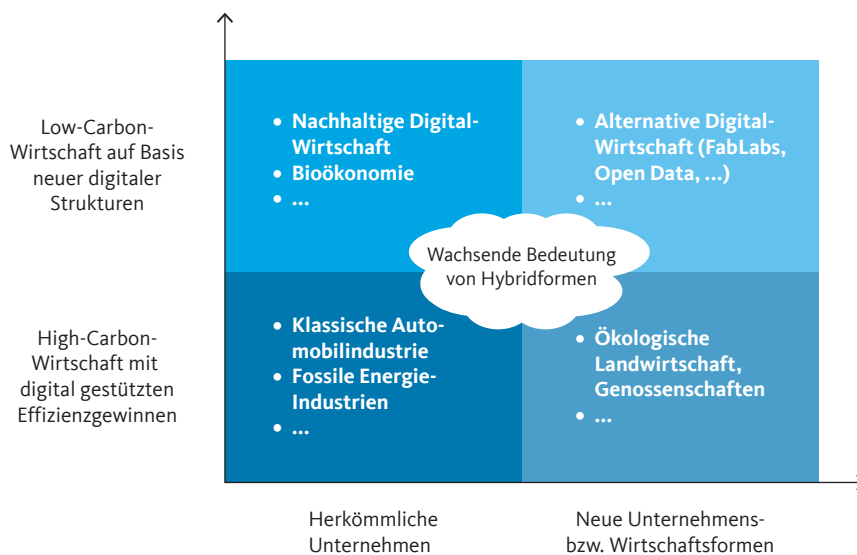 Low-Carbon-
Wirtschaft auf Basis
neuer digitaler
Strukturen
• Nachhaltige Digital-
Wirtschaft
• Bioökonomie
• ...
• Alternative Digital-
Wirtschaft (FabLabs,
Open Data, ...)
• ...
Wachsende Bedeutung
von Hybridformen
High-Carbon-
Wirtschaft mit
digital gestützten
Effizienzgewinnen
• Klassische Auto-
mobilindustrie
• Fossile Energie-
Industrien
• ...
• Ökologische
Landwirtschaft,
Genossenschaften
• ...
Herkömmliche
Unternehmen
Neue Unternehmens-
bzw. Wirtschaftsformen